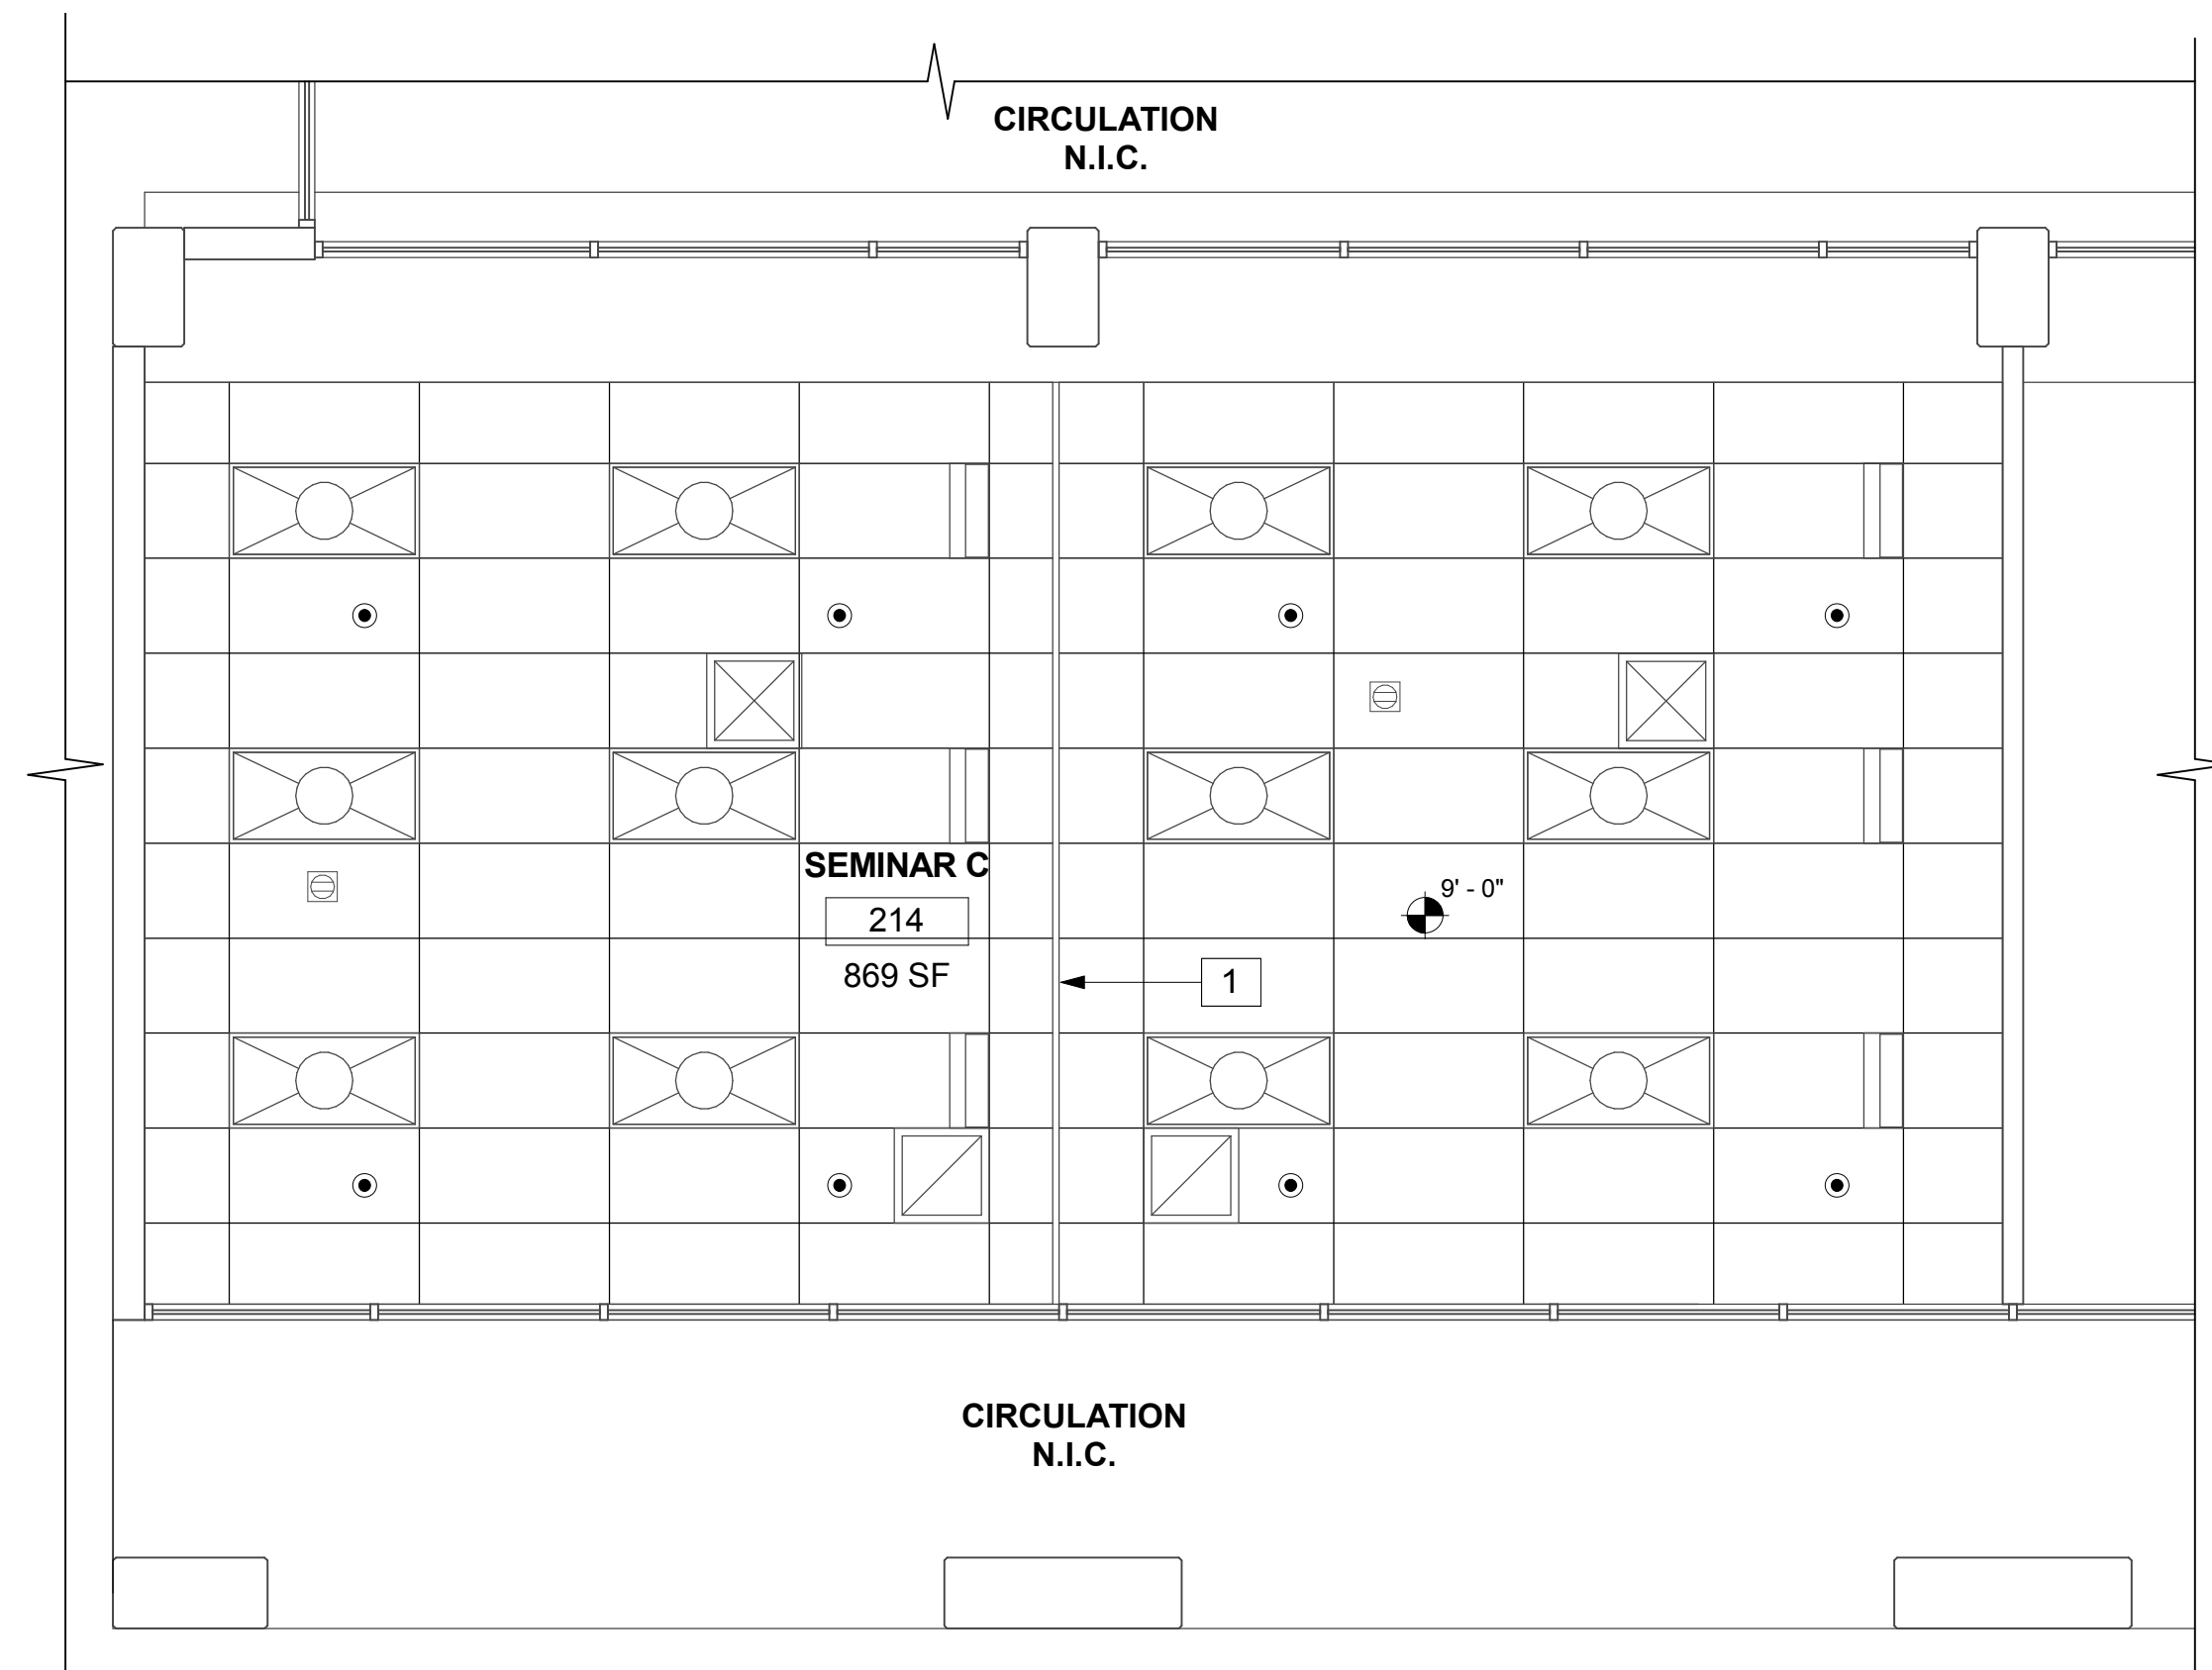 CIRCULATION
N.I.C.
SEMINAR C
214
869 SF
9' - 0"
1
CIRCULATION
N.I.C.